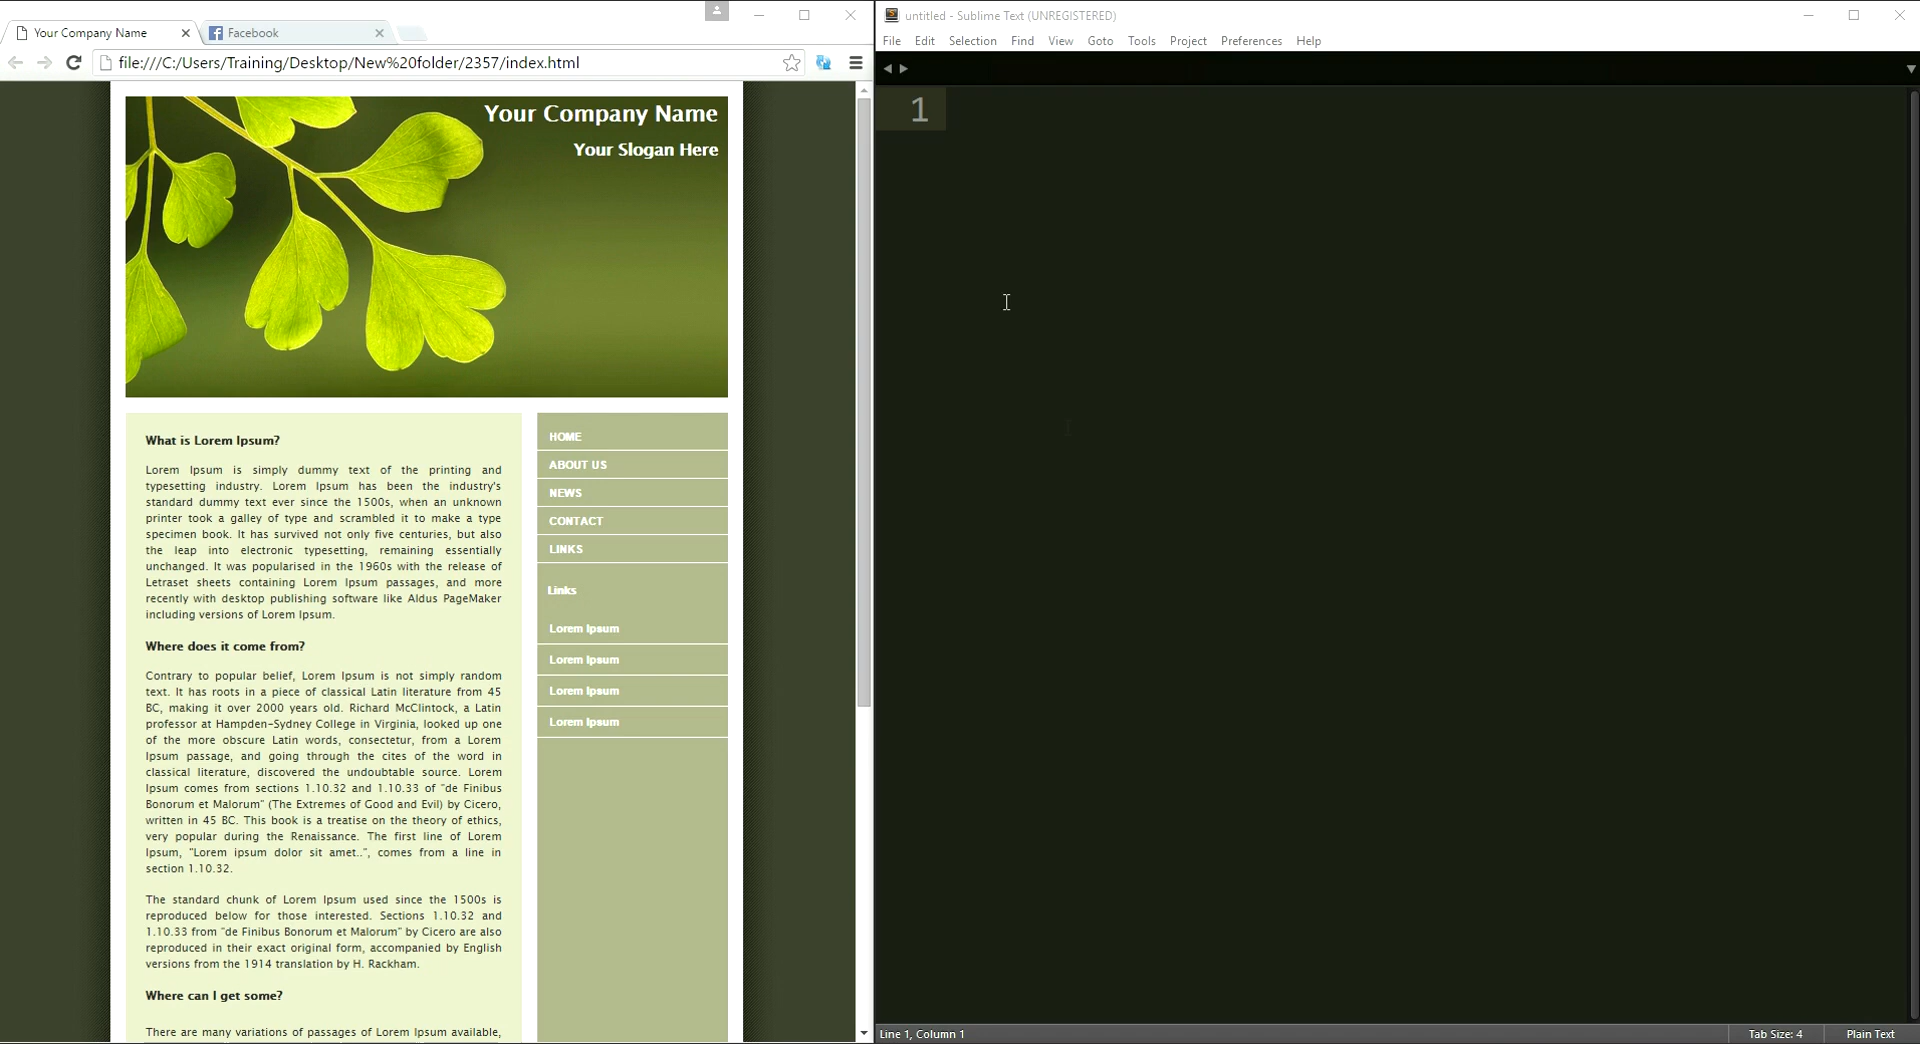 Your Company Name
Facebook
file:///C:/Users/Training/Desktop/New%20folder/2357/index.html
Your Company Name
Your Slogan Here
What is Lorem Ipsum?
Lorem Ipsum is simply dummy text of the printing and
typesetting industry. Lorem Ipsum has been the industry's
standard dummy text ever since the 1500s, when an unknown
printer took a galley of type and scrambled it to make a type
specimen book. It has survived not only five centuries, but also
the leap into electronic typesetting, remaining essentially
unchanged. It was popularised in the 1960s with the release of
Letraset sheets containing Lorem Ipsum passages, and more
recently with desktop publishing software like Aldus PageMaker
including versions of Lorem Ipsum.
Where does it come from?
Contrary to popular belief, Lorem Ipsum is not simply random
text. It has roots in a piece of classical Latin literature from 45
BC, making it over 2000 years old. Richard McClintock, a Latin
professor at Hampden-Sydney College in Virginia, looked up one
of the more obscure Latin words, consectetur, from a Lorem
Ipsum passage, and going through the cites of the word in
classical literature, discovered the undoubtable source. Lorem
Ipsum comes from sections 1.10.32 and 1.10.33 of "de Finibus
Bonorum et Malorum" (The Extremes of Good and Evil) by Cicero,
written in 45 BC. This book is a treatise on the theory of ethics,
very popular during the Renaissance. The first line of Lorem
Ipsum, "Lorem ipsum dolor sit amet..", comes from a line in
section 1.10.32.
The standard chunk of Lorem Ipsum used since the 1500s is
reproduced below for those interested. Sections 1.10.32 and
1.10.33 from "de Finibus Bonorum et Malorum" by Cicero are also
reproduced in their exact original form, accompanied by English
versions from the 1914 translation by H. Rackham.
Where can I get some?
There are many variations of passages of Lorem Ipsum available,
HOME
ABOUT US
NEWS
CONTACT
LINKS
Links
Lorem Ipsum
Lorem Ipsum
Lorem Ipsum
Lorem Ipsum
untitled - Sublime Text (UNREGISTERED)
File Edit Selection Find View Goto Tools Project Preferences Help
1
Line 1, Column 1
Tab Size: 4
Plain Text